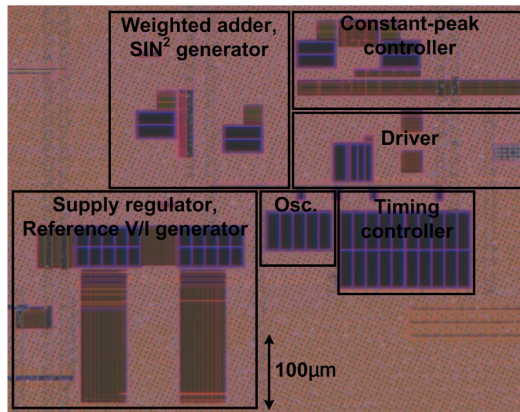 Weighted adder,
SIN² generator
Constant-peak
controller
Driver
Supply regulator,
Reference V/I generator
Osc.
Timing
controller
100μm